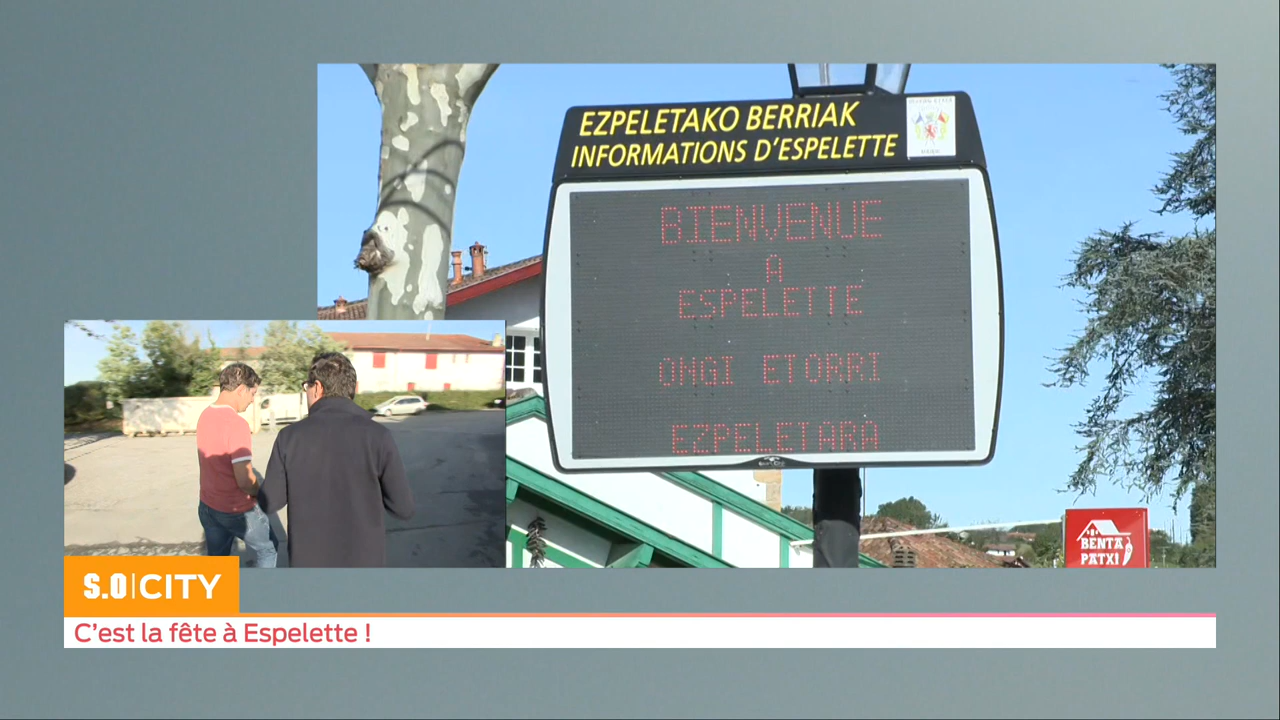 EZPELETAKO BERRIAK
INFORMATIONS D'ESPELETTE
BIENVENUE
A
ESPELETTE
ONGI ETORRI
EZPELETARA
BENTA
PATXI
S.O CITY
C'est la fête à Espelette !